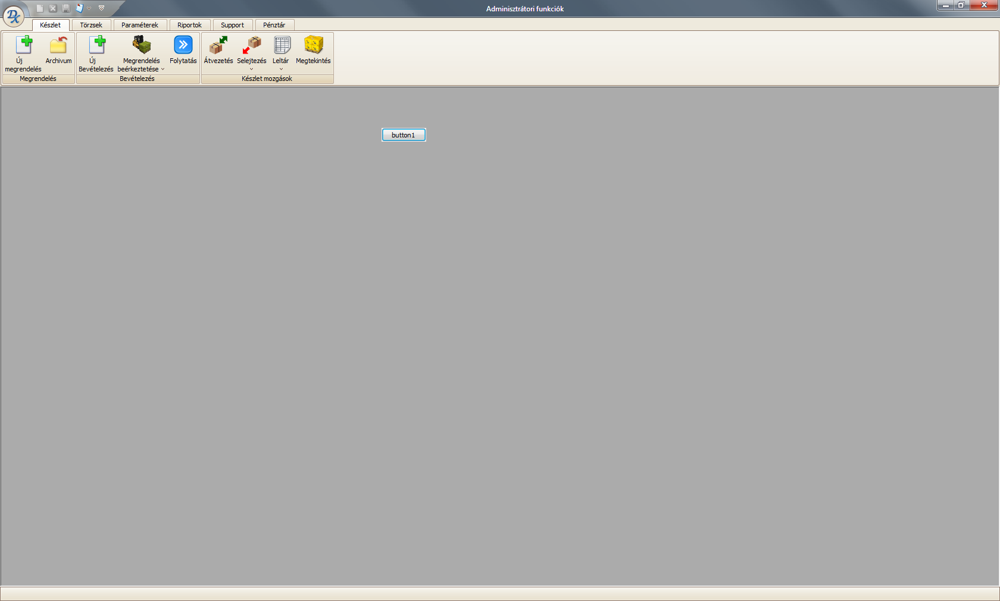 Adminisztrátori funkciók
DX
Készlet Törzsek Paraméterek Riportok Support Pénztár
Új megrendelés Archivum Új Bevételezés Megrendelés beérkeztetése Folytatás Átvezetés Selejtezés Leltár Megtekintés
Megrendelés Bevételezés Készlet mozgások
button1